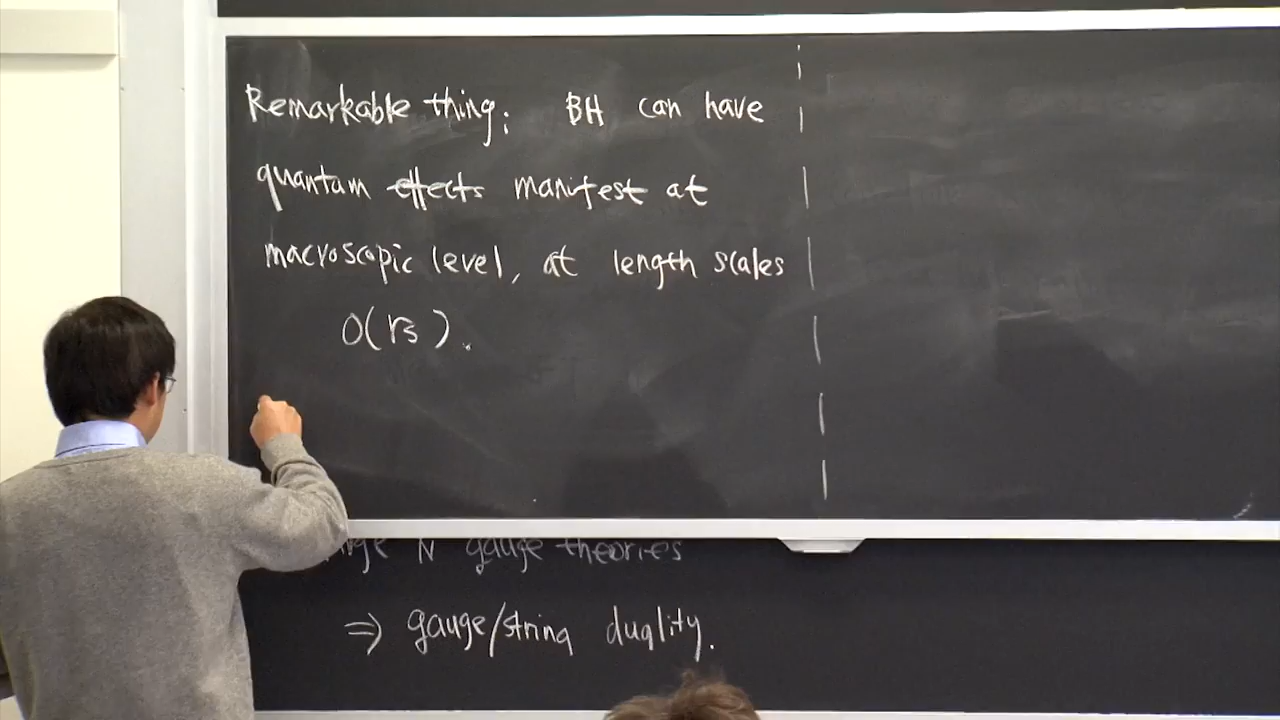 Remarkable thing: BH can have
quantam effects manifest at
macroscopic level, at length scales
O(rs).
N gauge theories
⇒ gauge/string duality.